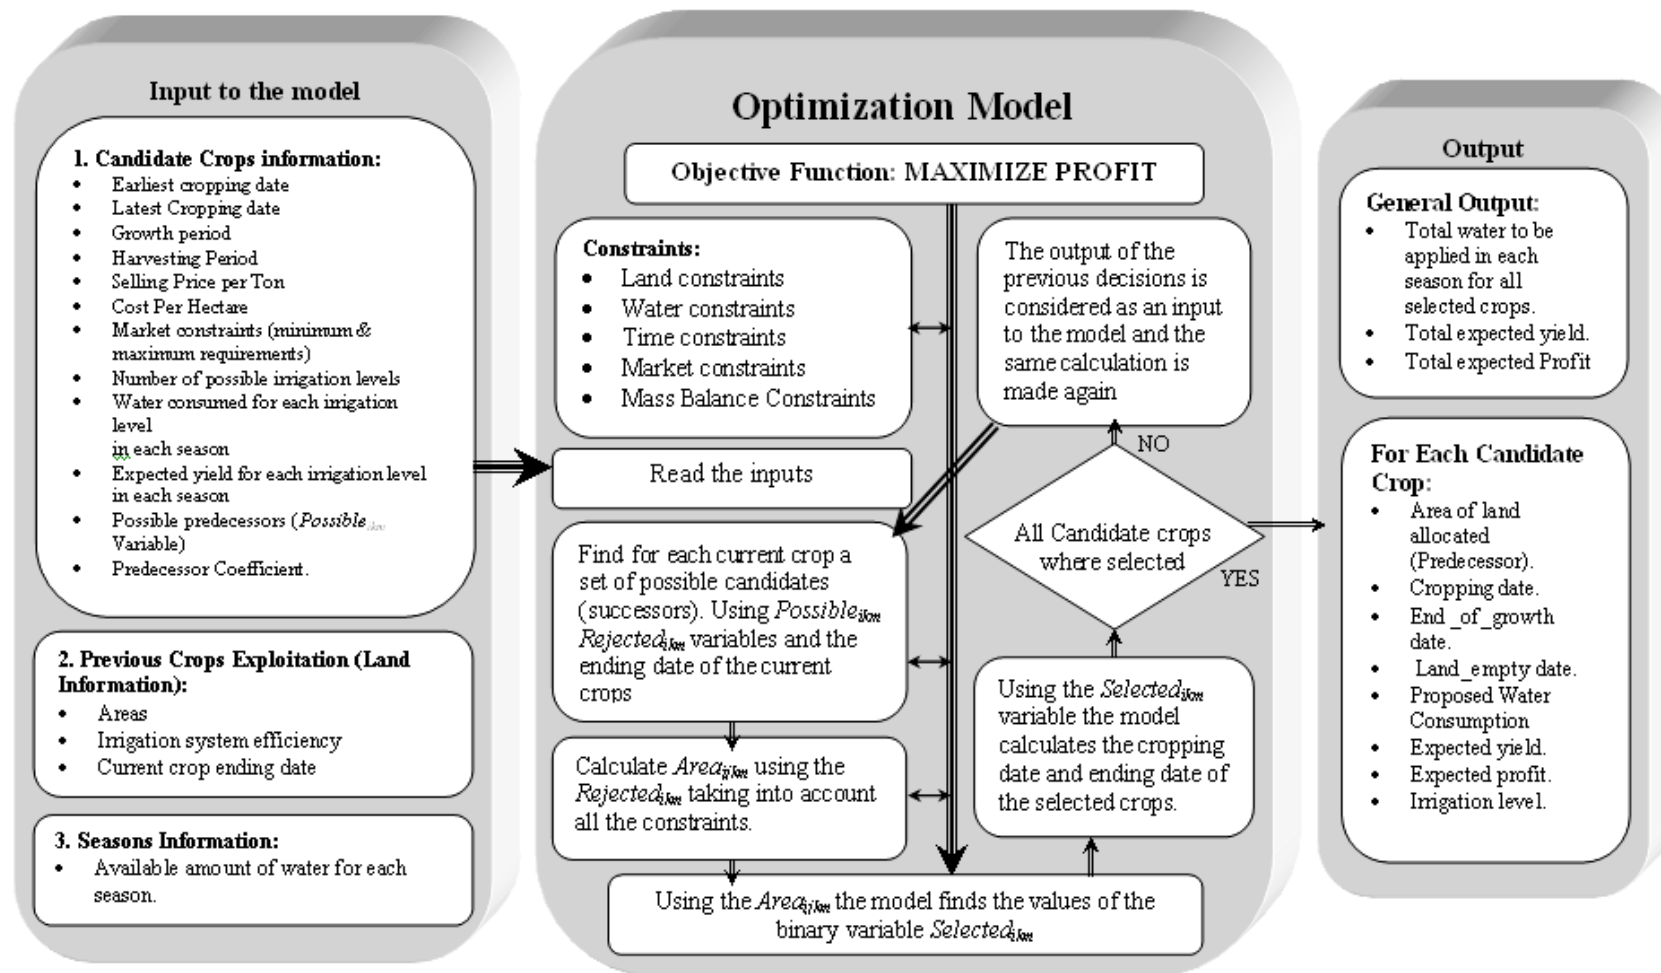 Input to the model
1. Candidate Crops information:
• Earliest cropping date
• Latest Cropping date
• Growth period
• Harvesting Period
• Selling Price per Ton
• Cost Per Hectare
• Market constraints (minimum &
maximum requirements)
• Number of possible irrigation levels
• Water consumed for each irrigation
level
in each season
• Expected yield for each irrigation level
in each season
• Possible predecessors (Possible
Variable)
• Predecessor Coefficient.
2. Previous Crops Exploitation (Land
Information):
• Areas
• Irrigation system efficiency
• Current crop ending date
3. Seasons Information:
• Available amount of water for each
season.
Optimization Model
Objective Function: MAXIMIZE PROFIT
Constraints:
• Land constraints
• Water constraints
• Time constraints
• Market constraints
• Mass Balance Constraints
Read the inputs
Find for each current crop a
set of possible candidates
(successors). Using Possibleikm
Rejectedikm variables and the
ending date of the current
crops
Calculate Areaijkm using the
Rejectedikm taking into account
all the constraints.
Using the Areaijkm the model finds the values of the
binary variable Selectedikm
Using the Selectedikm
variable the model
calculates the cropping
date and ending date of
the selected crops.
All Candidate crops
where selected
NO
YES
The output of the
previous decisions is
considered as an input
to the model and the
same calculation is
made again
Output
General Output:
• Total water to be
applied in each
season for all
selected crops.
• Total expected yield.
• Total expected Profit
For Each Candidate
Crop:
• Area of land
allocated
(Predecessor).
• Cropping date.
• End _of_growth
date.
• Land_empty date.
• Proposed Water
Consumption
• Expected yield.
• Expected profit.
• Irrigation level.